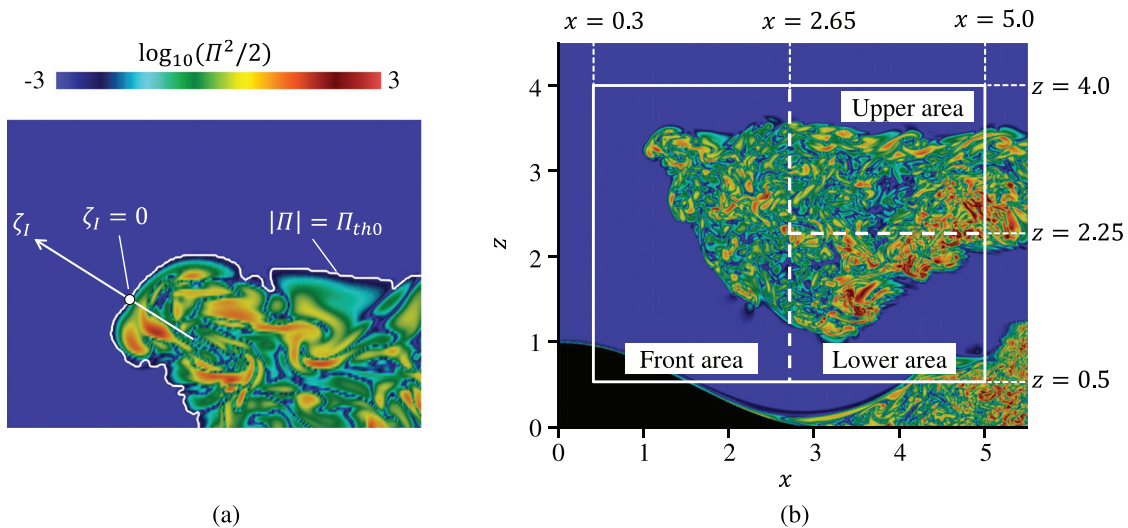 (a)
log₁₀(Π²/2)
-3 3
ζ_I
ζ_I = 0
|Π| = Π_th0
(a)
(b)
x = 0.3 x = 2.65 x = 5.0
4
3
z
2
1
0
0 1 2 3 4 5
x
Upper area
Front area
Lower area
z = 4.0
z = 2.25
z = 0.5
(b)